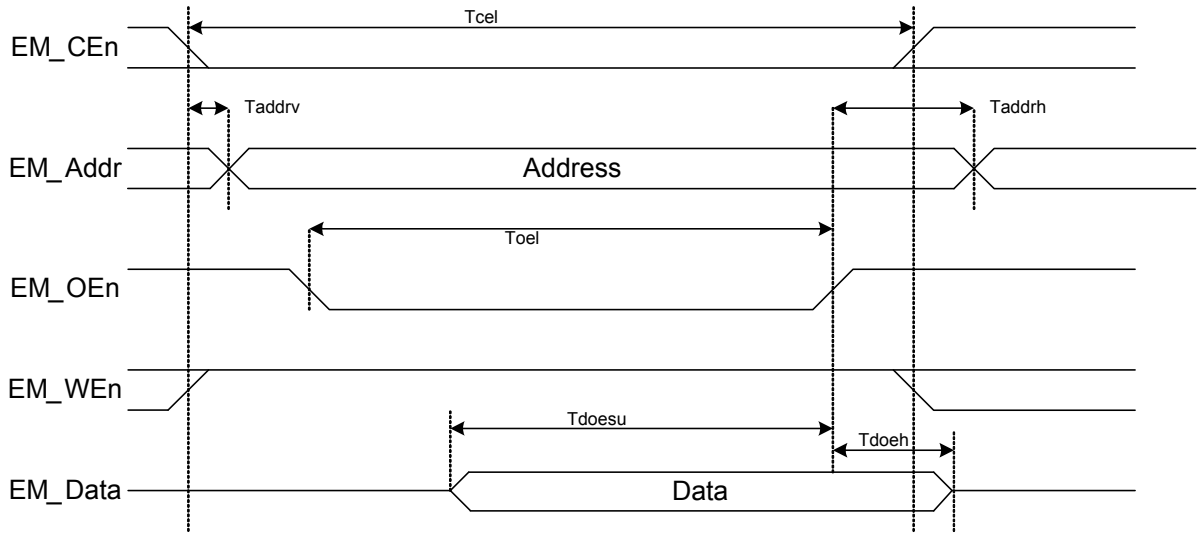 Tcel
EM_CEn
Taddrv
Taddrh
EM_Addr
Address
Toel
EM_OEn
EM_WEn
Tdoesu
Tdoeh
EM_Data
Data